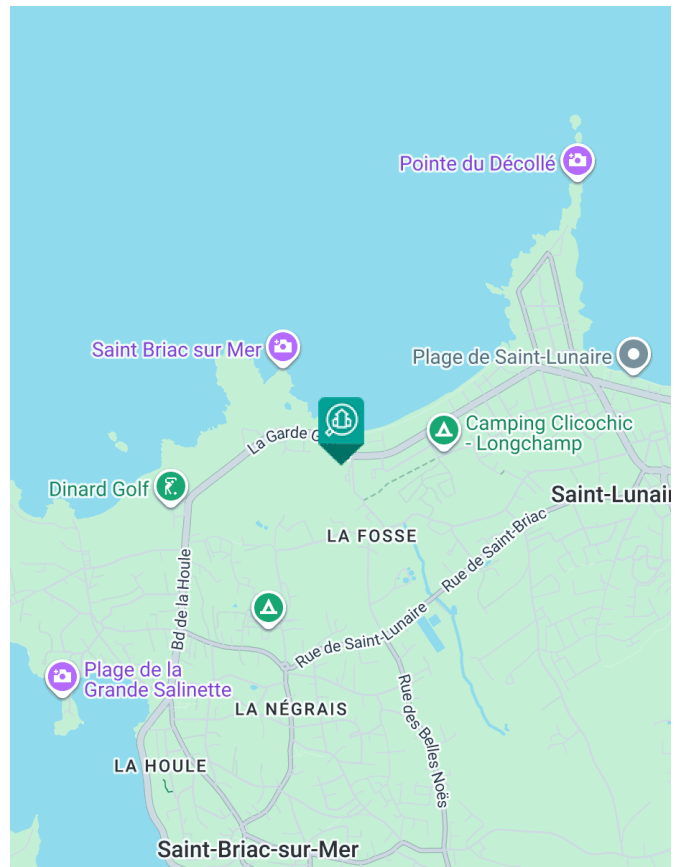 Pointe du Décollé
Saint Briac sur Mer
Plage de Saint-Lunaire
La Garde G
Camping Clicochic
- Longchamp
Dinard Golf
Saint-Lunair
LA FOSSE
Rue de Saint-Briac
Bd de la Houle
Rue de Saint-Lunaire
Plage de la
Grande Salinette
Rue des Belles Noës
LA NÉGRAIS
LA HOULE
Saint-Briac-sur-Mer